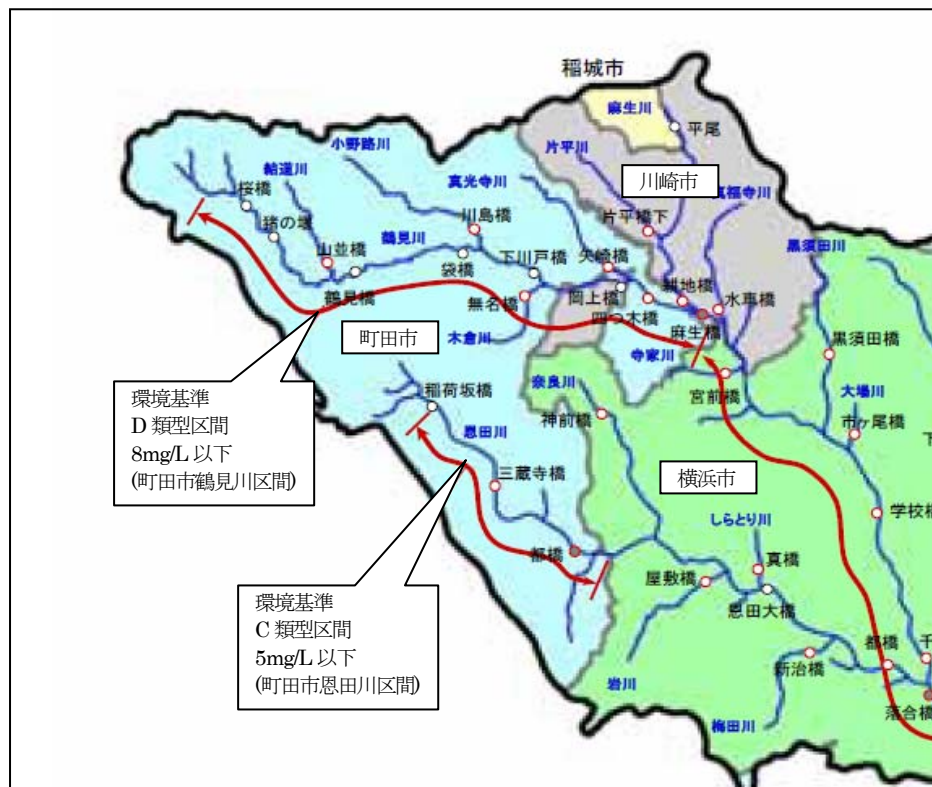 稲城市
麻生川
平尾
小野路川
片平川
川崎市
真福寺川
結道川
真光寺川
桜橋
片平橋下
黒須田川
川島橋
鶴見川
山並橋
袋橋
下川戸橋
矢崎橋
耕地橋
水車橋
鶴見橋
無名橋
岡上橋
四つ木橋
麻生橋
町田市
木倉川
寺家川
黒須田橋
宮前橋
大場川
稲荷坂橋
奈良川
神前橋
市ヶ尾橋
恩田川
環境基準
D 類型区間
8mg/L 以下
(町田市鶴見川区間)
三蔵寺橋
横浜市
学校橋
しらとり川
都橋
真橋
屋敷橋
恩田大橋
環境基準
C 類型区間
5mg/L 以下
(町田市恩田川区間)
都橋
新治橋
千
岩川
梅田川
落合橋